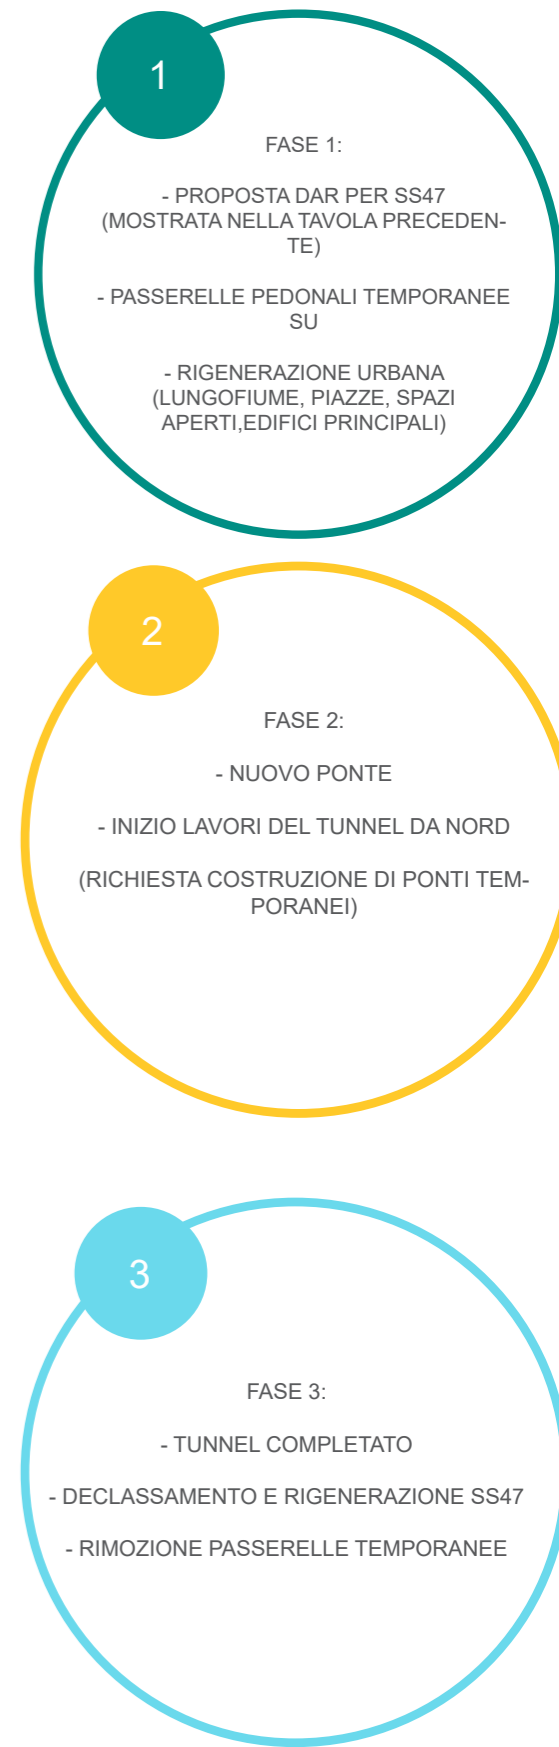 1
FASE 1:
- PROPOSTA DAR PER SS47
(MOSTRATA NELLA TAVOLA PRECEDEN-
TE)
- PASSERELLE PEDONALI TEMPORANEE
SU
- RIGENERAZIONE URBANA
(LUNGOFIUME, PIAZZE, SPAZI
APERTI,EDIFICI PRINCIPALI)
2
FASE 2:
- NUOVO PONTE
- INIZIO LAVORI DEL TUNNEL DA NORD
(RICHIESTA COSTRUZIONE DI PONTI TEM-
PORANEI)
3
FASE 3:
- TUNNEL COMPLETATO
- DECLASSAMENTO E RIGENERAZIONE SS47
- RIMOZIONE PASSERELLE TEMPORANEE